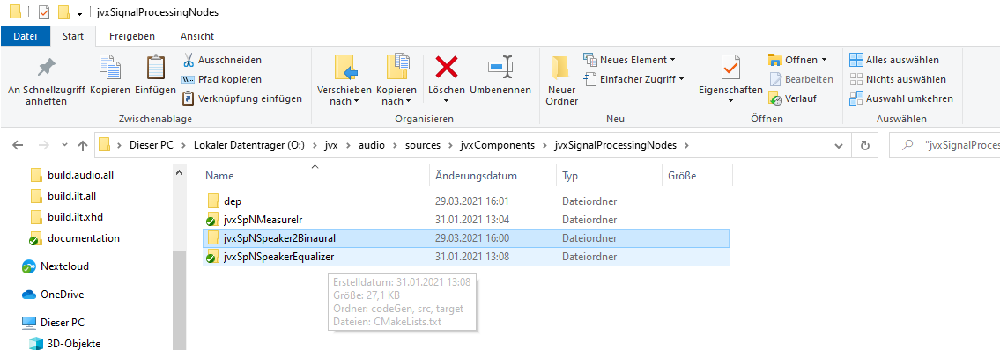 jvxSignalProcessingNodes
Datei Start Freigeben Ansicht
An Schnellzugriff anheften
Kopieren
Einfügen
Ausschneiden
Pfad kopieren
Verknüpfung einfügen
Zwischenablage
Verschieben nach
Kopieren nach
Löschen
Umbenennen
Organisieren
Neuer Ordner
Neues Element
Einfacher Zugriff
Neu
Eigenschaften
Öffnen
Bearbeiten
Verlauf
Öffnen
Alles auswählen
Nichts auswählen
Auswahl umkehren
Auswählen
Dieser PC > Lokaler Datenträger (O:) > jvx > audio > sources > jvxComponents > jvxSignalProcessingNodes >
"jvxSignalProces
build.audio.all
build.ilt.all
build.ilt.xhd
documentation
Nextcloud
OneDrive
Dieser PC
3D-Objekte
Name Änderungsdatum Typ Größe
dep 29.03.2021 16:01 Dateiordner
jvxSpNMeasureIr 31.01.2021 13:04 Dateiordner
jvxSpNSpeaker2Binaural 29.03.2021 16:00 Dateiordner
jvxSpNSpeakerEqualizer 31.01.2021 13:08 Dateiordner
Erstelldatum: 31.01.2021 13:08
Größe: 27,1 KB
Ordner: codeGen, src, target
Dateien: CMakeLists.txt